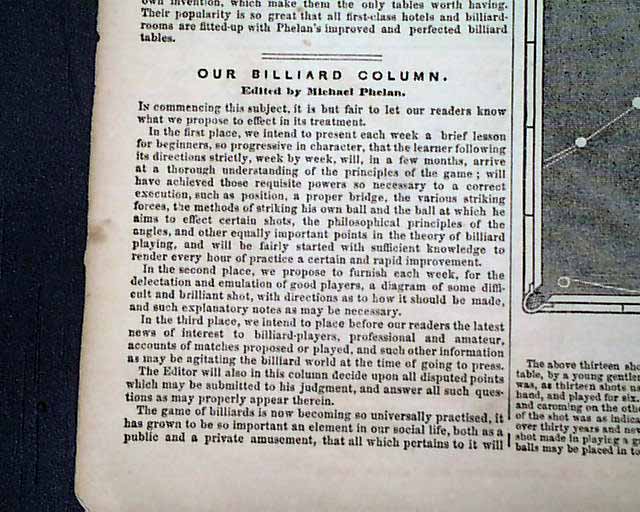 own invention, which make them the only tables worth having.
Their popularity is so great that all first-class hotels and billiard-
rooms are fitted-up with Phelan's improved and perfected billiard
tables.
OUR BILLIARD COLUMN.
Edited by Michael Phelan.
In commencing this subject, it is but fair to let our readers know
what we propose to effect in its treatment.
In the first place, we intend to present each week a brief lesson
for beginners, so progressive in character, that the learner following
its directions strictly, week by week, will, in a few months, arrive
at a thorough understanding of the principles of the game; will
have achieved those requisite powers so necessary to a correct
execution, such as position, a proper bridge, the various striking
forces, the methods of striking his own ball and the ball at which he
aims to effect certain shots, the philosophical principles of the
angles, and other equally important points in the theory of billiard
playing, and will be fairly started with sufficient knowledge to
render every hour of practice a certain and rapid improvement.
In the second place, we propose to furnish each week, for the
delectation and emulation of good players, a diagram of some diffi-
cult and brilliant shot, with directions as to how it should be made,
and such explanatory notes as may be necessary.
In the third place, we intend to place before our readers the latest
news of interest to billiard-players, professional and amateur,
accounts of matches proposed or played, and such other information
as may be agitating the billiard world at the time of going to press.
The Editor will also in this column decide upon all disputed points
which may be submitted to his judgment, and answer all such ques-
tions as may properly appear therein.
The game of billiards is now becoming so universally practised, it
has grown to be so important an element in our social life, both as a
public and a private amusement, that all which pertains to it will
The above thirteen sho
table, by a young gentl
was, as thirteen shots
hand, and played for six.
and caroming on the oth
of the shot was as indica
over thirty years and nev
shot made in playing a g
balls may be placed in to